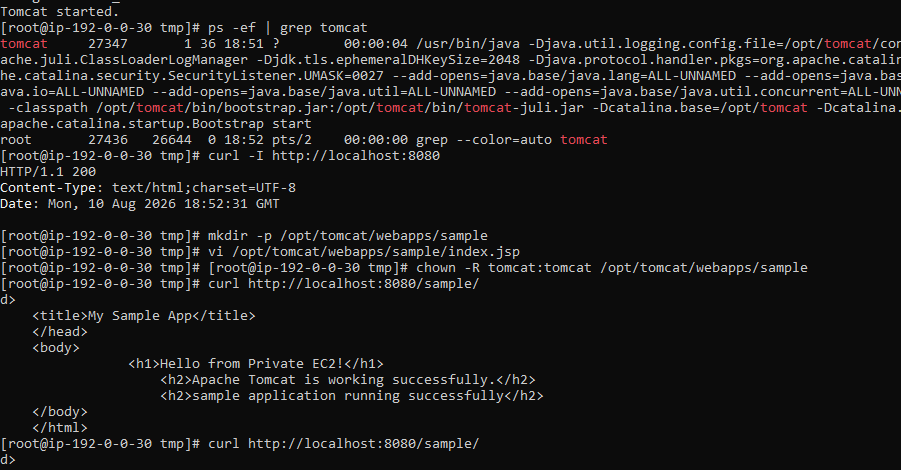 Tomcat started.
[root@ip-192-0-0-30 tmp]# ps -ef | grep tomcat
tomcat     27347       1 36 18:51 ?        00:00:04 /usr/bin/java -Djava.util.logging.config.file=/opt/tomcat/con
ache.juli.ClassLoaderLogManager -Djdk.tls.ephemeralDHKeySize=2048 -Djava.protocol.handler.pkgs=org.apache.catalin
he.catalina.security.SecurityListener.UMASK=0027 --add-opens=java.base/java.lang=ALL-UNNAMED --add-opens=java.bas
ava.io=ALL-UNNAMED --add-opens=java.base/java.util=ALL-UNNAMED --add-opens=java.base/java.util.concurrent=ALL-UNN
 -classpath /opt/tomcat/bin/bootstrap.jar:/opt/tomcat/bin/tomcat-juli.jar -Dcatalina.base=/opt/tomcat -Dcatalina.
apache.catalina.startup.Bootstrap start
root       27436   26644  0 18:52 pts/2    00:00:00 grep --color=auto tomcat
[root@ip-192-0-0-30 tmp]# curl -I http://localhost:8080
HTTP/1.1 200
Content-Type: text/html;charset=UTF-8
Date: Mon, 10 Aug 2026 18:52:31 GMT

[root@ip-192-0-0-30 tmp]# mkdir -p /opt/tomcat/webapps/sample
[root@ip-192-0-0-30 tmp]# vi /opt/tomcat/webapps/sample/index.jsp
[root@ip-192-0-0-30 tmp]# [root@ip-192-0-0-30 tmp]# chown -R tomcat:tomcat /opt/tomcat/webapps/sample
[root@ip-192-0-0-30 tmp]# curl http://localhost:8080/sample/
d>
    <title>My Sample App</title>
    </head>
    <body>
                <h1>Hello from Private EC2!</h1>
                    <h2>Apache Tomcat is working successfully.</h2>
                    <h2>sample application running successfully</h2>
    </body>
    </html>
[root@ip-192-0-0-30 tmp]# curl http://localhost:8080/sample/
d>